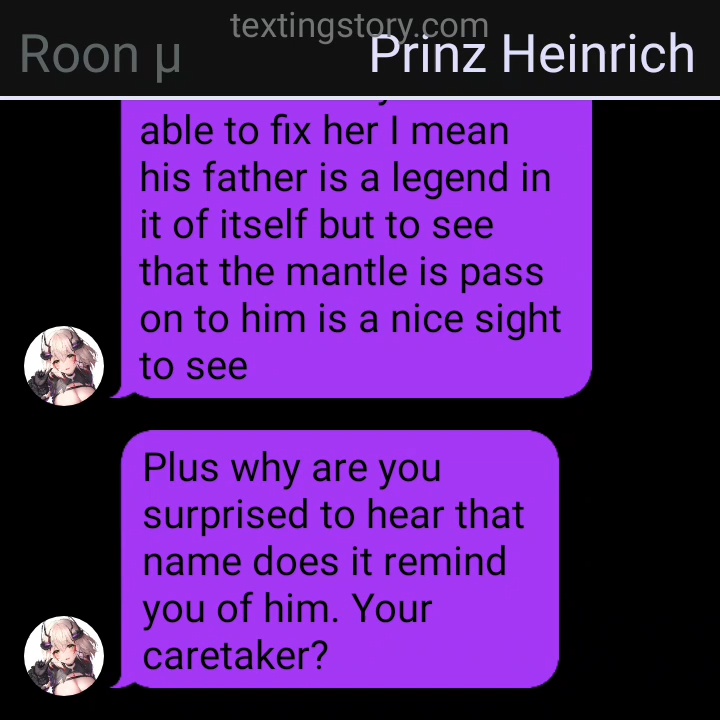 textingstory.com
Roon μ
Prinz Heinrich
able to fix her I mean
his father is a legend in
it of itself but to see
that the mantle is pass
on to him is a nice sight
to see
Plus why are you
surprised to hear that
name does it remind
you of him. Your
caretaker?